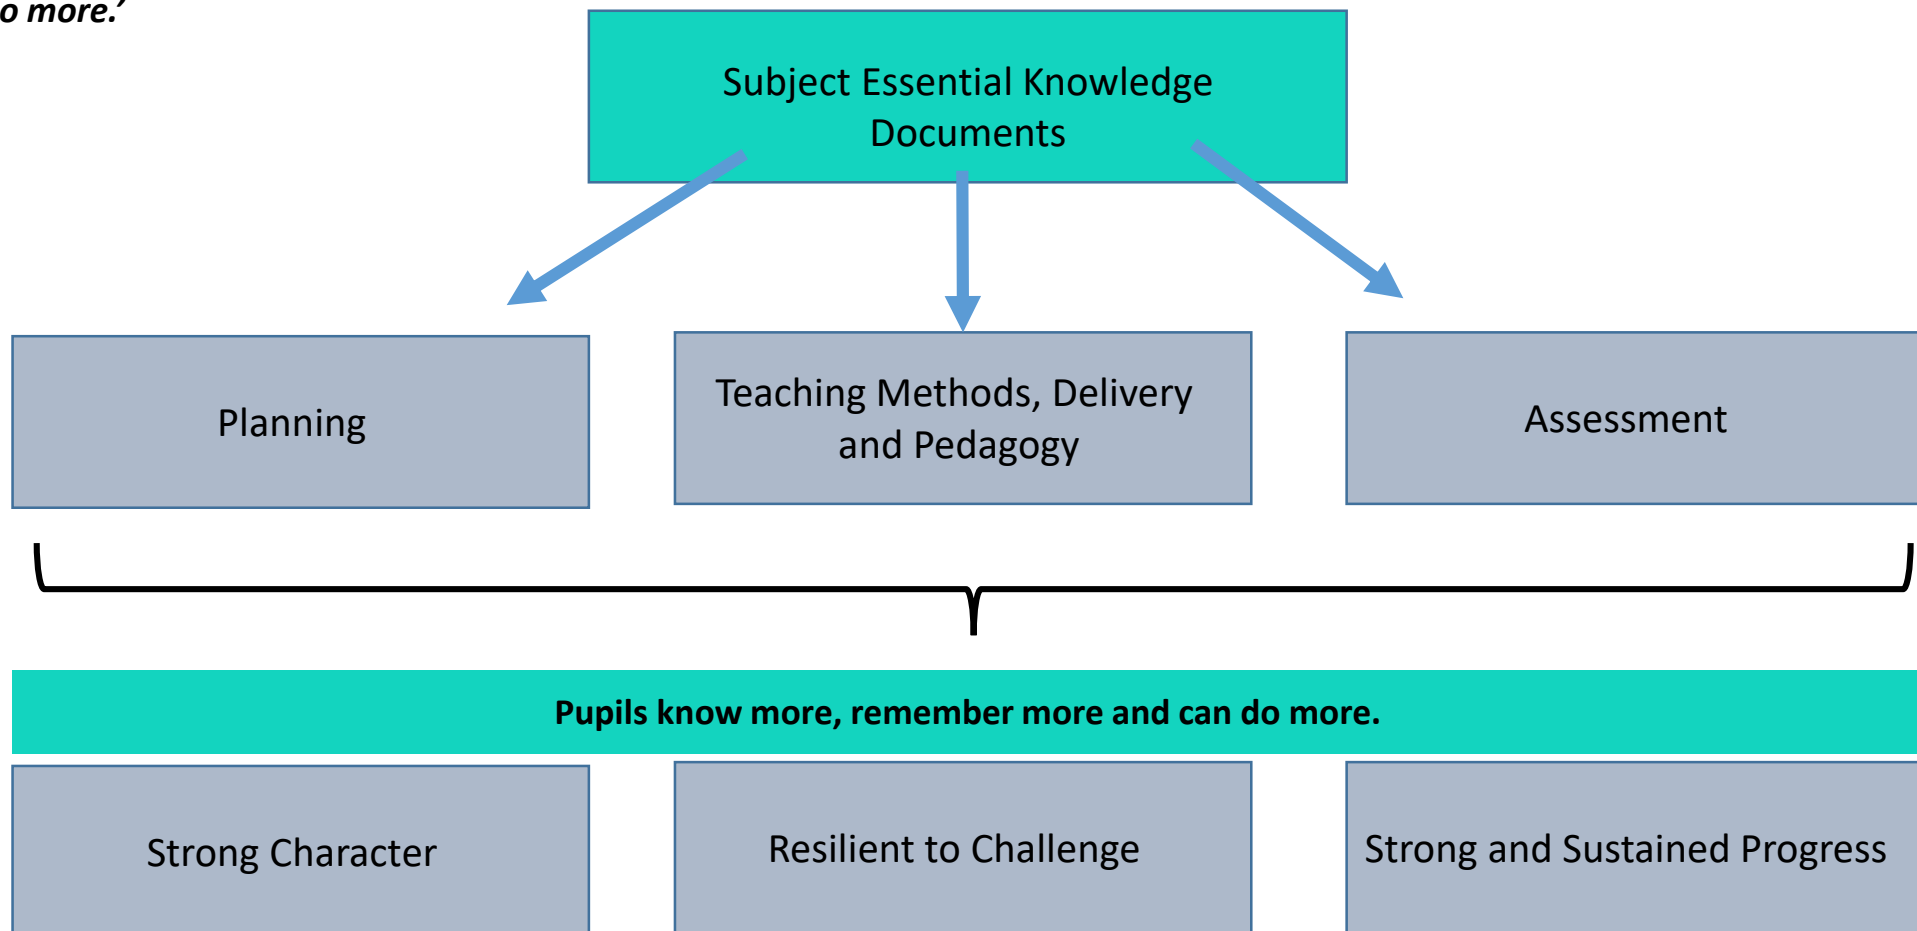 o more.’
Subject Essential Knowledge
Documents
Planning
Teaching Methods, Delivery
and Pedagogy
Assessment
Pupils know more, remember more and can do more.
Strong Character
Resilient to Challenge
Strong and Sustained Progress